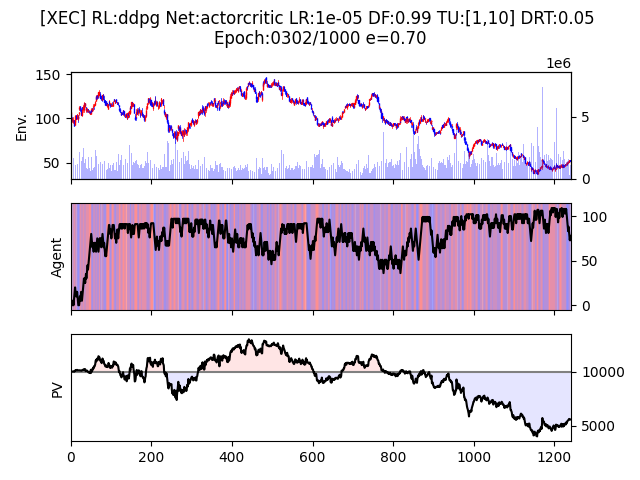 [XEC] RL:ddpg Net:actorcritic LR:1e-05 DF:0.99 TU:[1,10] DRT:0.05
Epoch:0302/1000 e=0.70
1e6
150
100
50
Env.
5
0
Agent
100
50
0
PV
10000
5000
0 200 400 600 800 1000 1200